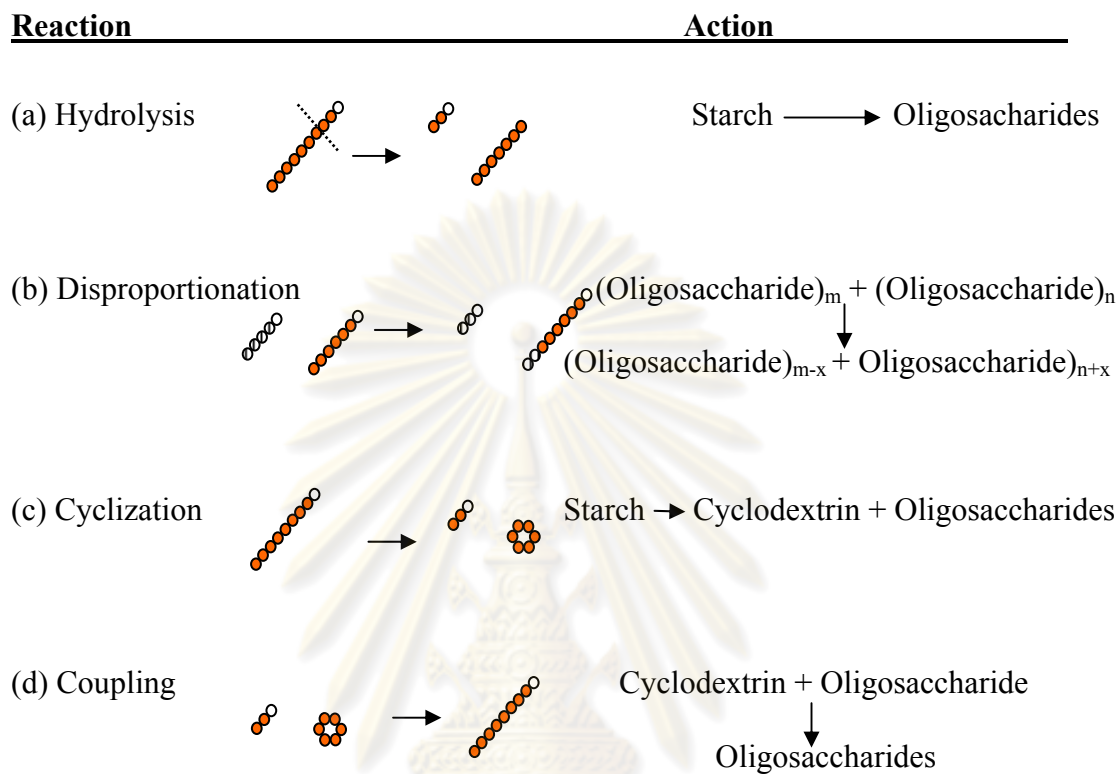 Reaction Action
(a) Hydrolysis Starch ⟶ Oligosacharides
(b) Disproportionation (Oligosaccharide)m + (Oligosaccharide)n
(Oligosaccharide)m-x + Oligosaccharide)n+x
(c) Cyclization Starch → Cyclodextrin + Oligosaccharides
(d) Coupling Cyclodextrin + Oligosaccharide
Oligosaccharides